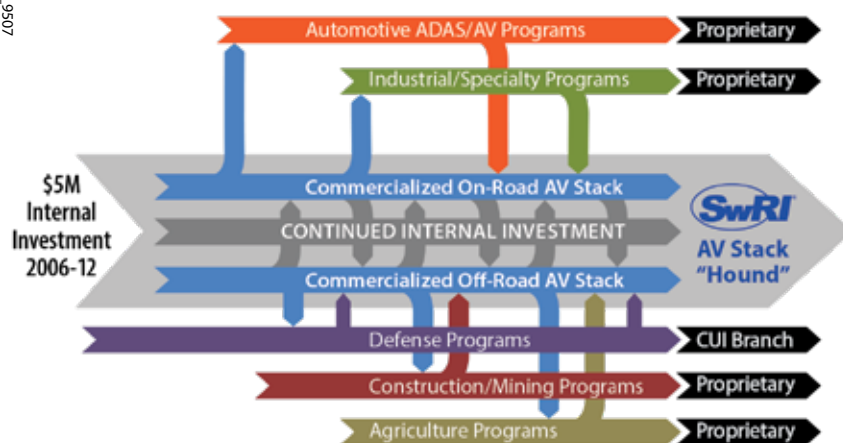 9507
Automotive ADAS/AV Programs
Proprietary
Industrial/Specialty Programs
Proprietary
$5M
Internal
Investment
2006-12
Commercialized On-Road AV Stack
CONTINUED INTERNAL INVESTMENT
Commercialized Off-Road AV Stack
SwRI
AV Stack
"Hound"
Defense Programs
CUI Branch
Construction/Mining Programs
Proprietary
Agriculture Programs
Proprietary